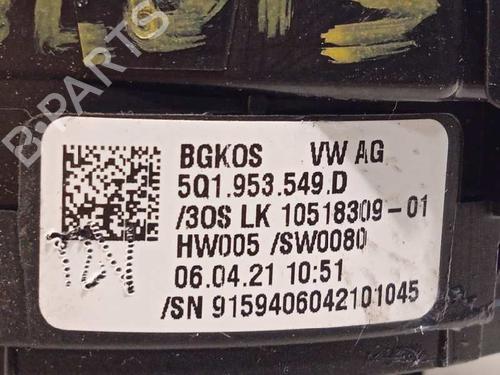 BGKOS VW AG
5Q1.953.549.D
/3OS LK 10518309-01
HW005 /SW0080
06.04.21 10:51
/SN 9159406042101045
B-PARTS